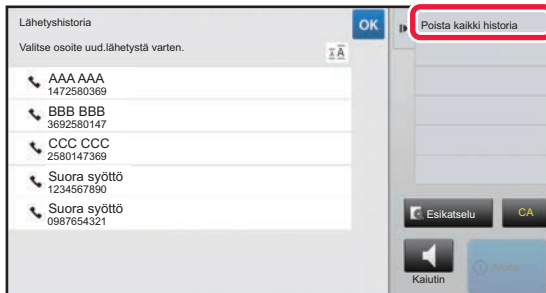 Lähetyshistoria
OK
Poista kaikki historia
Valitse osoite uud.lähetystä varten.
AAA AAA
1472580369
BBB BBB
3692580147
CCC CCC
2580147369
Suora syöttö
1234567890
Suora syöttö
0987654321
Esikatselu
CA
Kaiutin